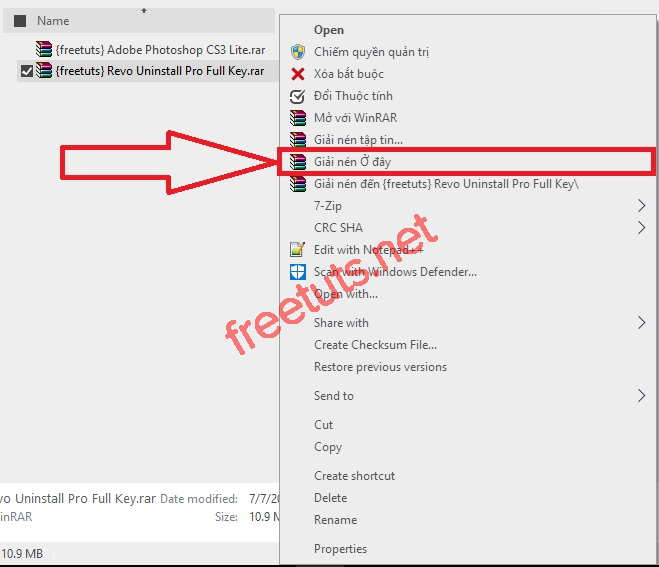 Name
{freetuts} Adobe Photoshop CS3 Lite.rar
{freetuts} Revo Uninstall Pro Full Key.rar
Open
Chiếm quyền quản trị
Xóa bắt buộc
Đổi Thuộc tính
Mở với WinRAR
Giải nén tập tin...
Giải nén Ở đây
Giải nén đến {freetuts} Revo Uninstall Pro Full Key\
7-Zip
CRC SHA
Edit with Notepad++
Scan with Windows Defender...
Open with...
Share with
Create Checksum File...
Restore previous versions
Send to
Cut
Copy
Create shortcut
Delete
Rename
Properties
freetuts.net
vo Uninstall Pro Full Key.rar Date modified: 7/7/20
inRAR Size: 10.9 M
10.9 MB